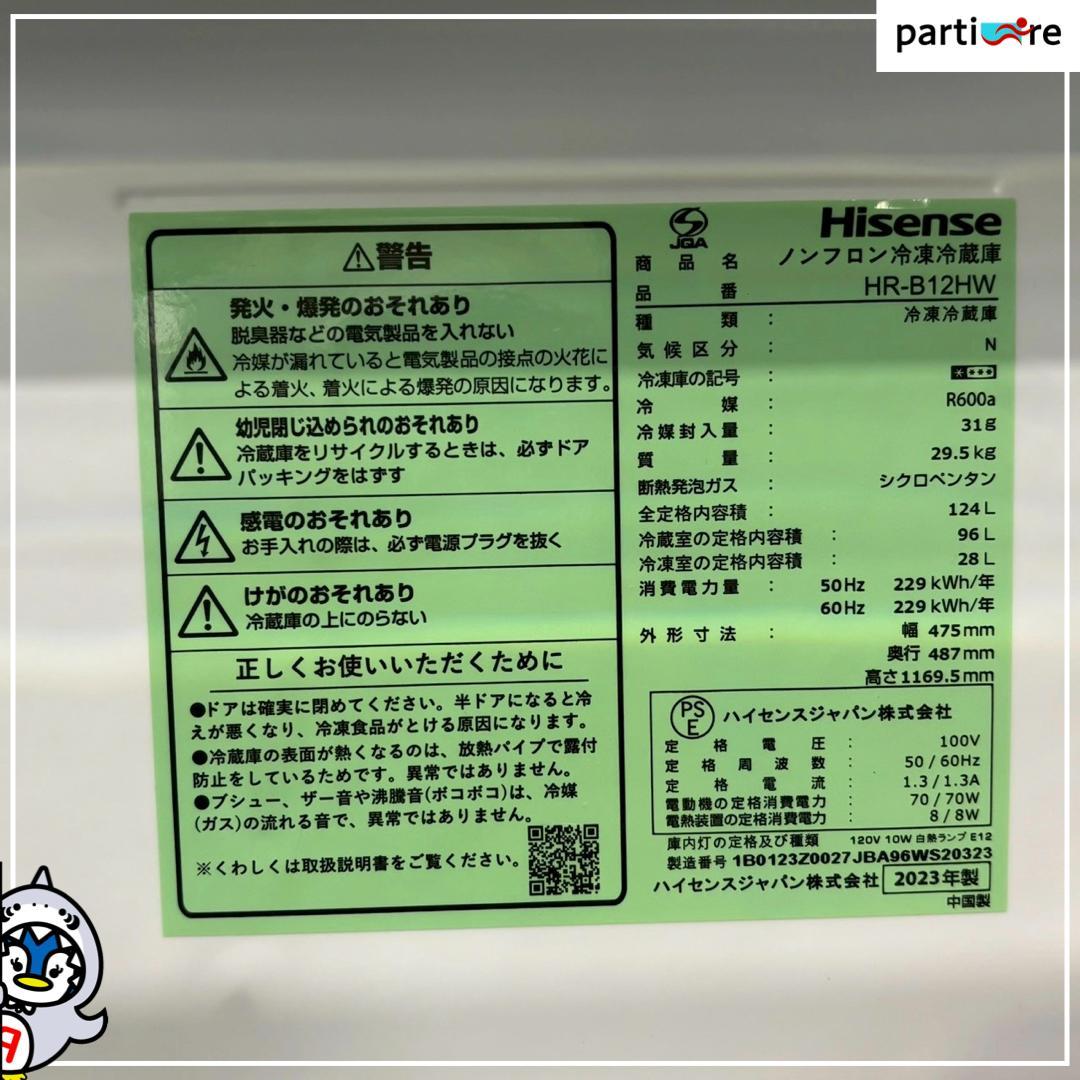 partiore
警告
発火・爆発のおそれあり
脱臭器などの電気製品を入れない
冷媒が漏れていると電気製品の接点の火花に
よる着火、着火による爆発の原因になります。
幼児閉じ込められのおそれあり
冷蔵庫をリサイクルするときは、必ずドア
パッキングをはずす
感電のおそれあり
お手入れの際は、必ず電源プラグを抜く
けがのおそれあり
冷蔵庫の上にのらない
正しくお使いいただくために
●ドアは確実に閉めてください。半ドアになると冷
えが悪くなり、冷凍食品がとける原因になります。
●冷蔵庫の表面が熱くなるのは、放熱パイプで露付
防止をしているためです。異常ではありません。
●ブシュー、ザー音や沸騰音(ボコボコ)は、冷媒
(ガス)の流れる音で、異常ではありません。
※くわしくは取扱説明書をご覧ください。
JQA
Hisense
商品名 ノンフロン冷凍冷蔵庫
品番 HR-B12HW
種類 : 冷凍冷蔵庫
気候区分 : N
冷凍庫の記号 :
冷媒 : R600a
冷媒封入量 : 31g
質量 : 29.5kg
断熱発泡ガス : シクロペンタン
全定格内容積 : 124L
冷蔵室の定格内容積 : 96L
冷凍室の定格内容積 : 28L
消費電力量 : 50Hz 229kWh/年
60Hz 229kWh/年
外形寸法 : 幅 475mm
奥行 487mm
高さ1169.5mm
PSE ハイセンスジャパン株式会社
定格電圧 : 100V
定格周波数 : 50/60Hz
定格電流 : 1.3/1.3A
電動機の定格消費電力 : 70/70W
電熱装置の定格消費電力 : 8/8W
庫内灯の定格及び種類 120V 10W 白熱ランプ E12
製造番号 1B0123Z0027JBA96WS20323
ハイセンスジャパン株式会社 2023年製
中国製